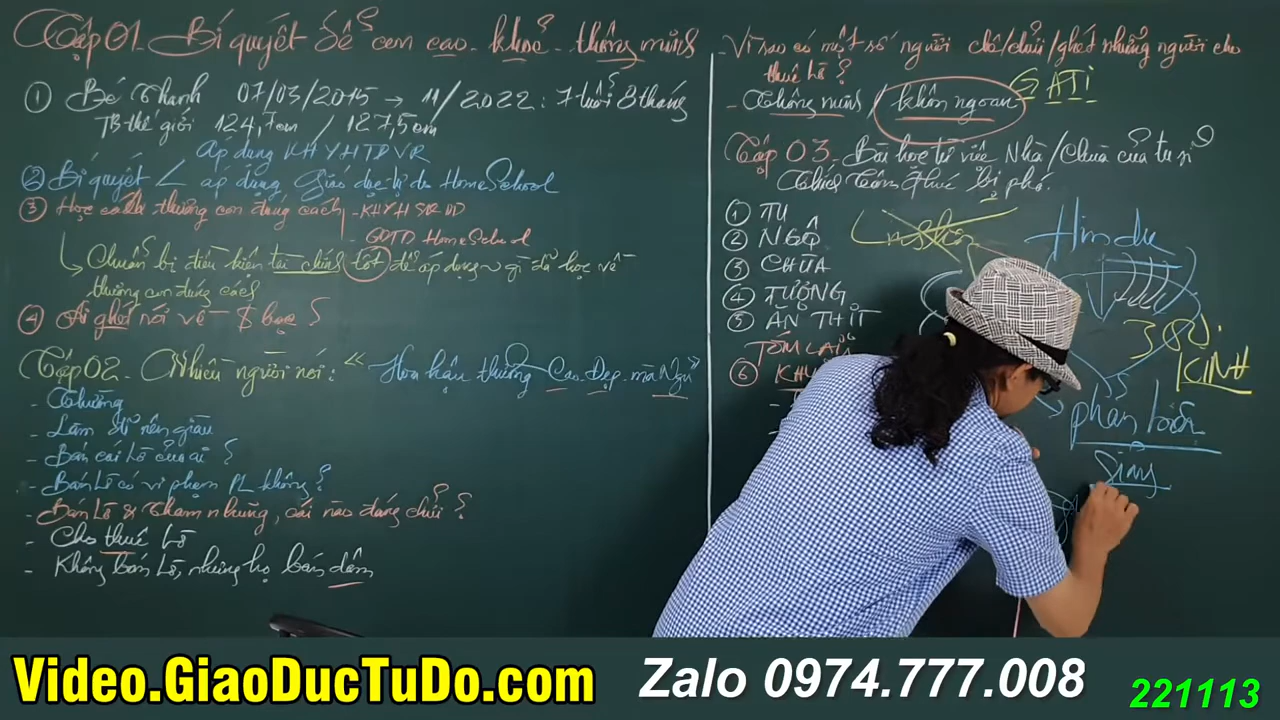 Cấp 01. Bí quyết để con cao. khoẻ. thông minh
① Bé Thanh 07/03/2015 → 11/2022: 7 tuổi 8 tháng
TB thế giới 124,7cm / 127,5cm
Áp dụng KHYHTDVR
② Bí quyết < áp dụng Giáo dục tự do HomeSchool
③ Học cách thương con đúng cách - KHYH
- GDTD HomeSchool
Chuẩn bị điều kiện tài chính tốt để áp dụng gì đã học về
thương con đúng cách
④ Ai ghét nói về $ bạc?
Cấp 02. Nhiều người nói: "Hoa hậu thường Cao. Đẹp. mà Ngu"
- Thường
- Làm đĩ nên giàu
- Bán cái lồ của ai?
- Bán Lồ có vi phạm PL không?
- Bán Lồ & tham nhũng, cái nào đáng chửi?
- Cho thuê lồ
- Không bán Lồ, nhưng họ bán dâm
- Vì sao có một số người chê/chửi/ghét những người cho
thuê lồ?
- Thông minh / khôn ngoan GATI
Cấp 03. Bài học từ việc Nhà/Chùa của tu sĩ
Thích Tâm Phúc bị phá.
① TU
② NGỘ
③ CHÙA
④ TƯỢNG
⑤ ĂN THỊT
TÓM LẠI
⑥
Hindu
KINH
phản biện
Video.GiaoDucTuDo.com
Zalo 0974.777.008
221113